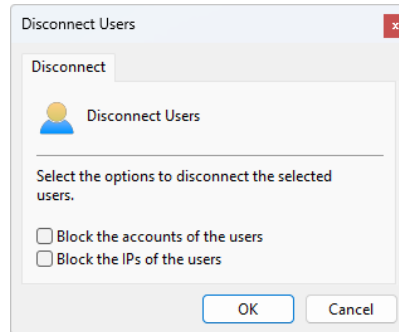 Disconnect Users
x
Disconnect
Disconnect Users
Select the options to disconnect the selected
users.
Block the accounts of the users
Block the IPs of the users
OK
Cancel